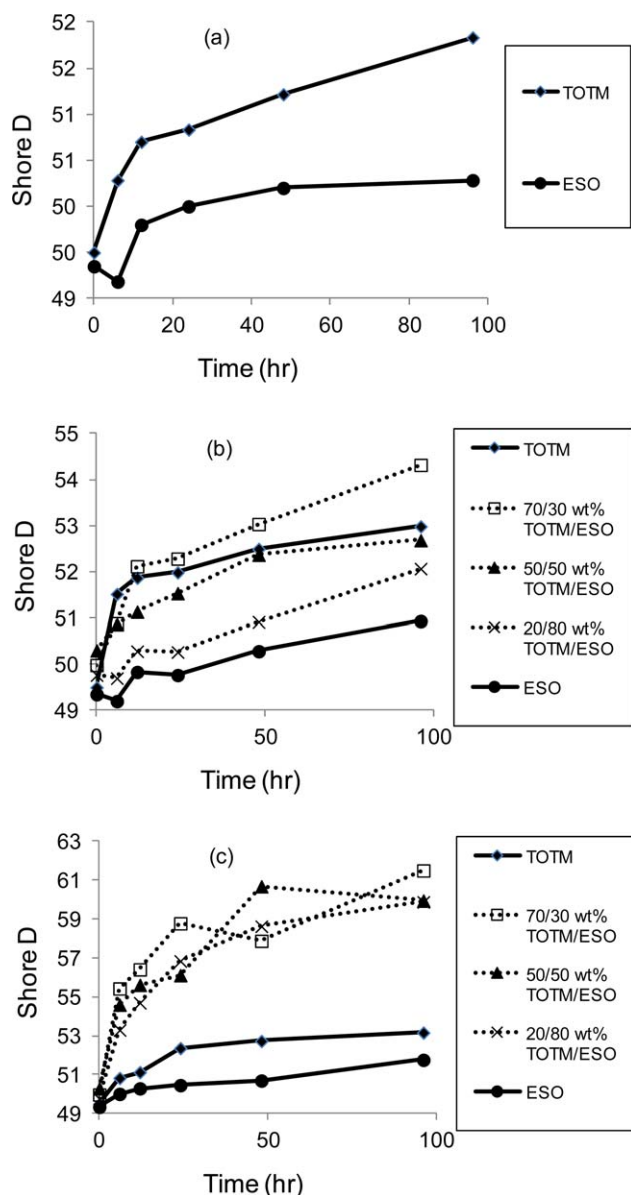 (a)
52
52
51
51
50
50
49
Shore D
0
20
40
60
80
100
Time (hr)
TOTM
ESO
(b)
55
54
53
52
51
50
49
Shore D
0
50
100
Time (hr)
TOTM
70/30 wt%
TOTM/ESO
50/50 wt%
TOTM/ESO
20/80 wt%
TOTM/ESO
ESO
(c)
63
61
59
57
55
53
51
49
Shore D
0
50
100
Time (hr)
TOTM
70/30 wt%
TOTM/ESO
50/50 wt%
TOTM/ESO
20/80 wt%
TOTM/ESO
ESO